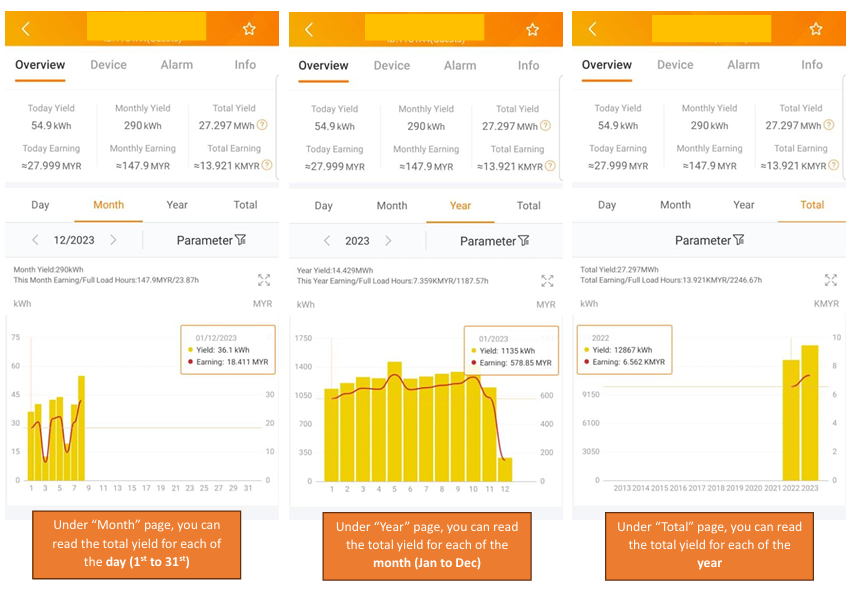 Overview Device Alarm Info
Today Yield Monthly Yield Total Yield
54.9 kWh 290 kWh 27.297 MWh ?
Today Earning Monthly Earning Total Earning
≈27.999 MYR ≈147.9 MYR ≈13.921 KMYR ?
Day Month Year Total
12/2023 Parameter
Month Yield:290kWh
This Month Earning/Full Load Hours:147.9MYR/23.87h
kWh MYR
01/12/2023
Yield: 36.1 kWh
Earning: 18.411 MYR
75
60
45
30 30
20
15 10
0 0
1 3 5 7 9 11 13 15 17 19 21 23 25 27 29 31
Under “Month” page, you can
read the total yield for each of
the day (1st to 31st)
Overview Device Alarm Info
Today Yield Monthly Yield Total Yield
54.9 kWh 290 kWh 27.297 MWh ?
Today Earning Monthly Earning Total Earning
≈27.999 MYR ≈147.9 MYR ≈13.921 KMYR ?
Day Month Year Total
2023 Parameter
Year Yield:14.429MWh
This Year Earning/Full Load Hours:7.359KMYR/1187.57h
kWh MYR
01/2023
Yield: 1135 kWh
Earning: 578.85 MYR
1750
1400
1050 600
700 400
350 200
0 0
1 2 3 4 5 6 7 8 9 10 11 12
Under “Year” page, you can read
the total yield for each of the
month (Jan to Dec)
Overview Device Alarm Info
Today Yield Monthly Yield Total Yield
54.9 kWh 290 kWh 27.297 MWh ?
Today Earning Monthly Earning Total Earning
≈27.999 MYR ≈147.9 MYR ≈13.921 KMYR ?
Day Month Year Total
Parameter
Total Yield:27.297MWh
Total Earning/Full Load Hours:13.921KMYR/2246.67h
kWh KMYR
2022
Yield: 12867 kWh
Earning: 6.562 KMYR
10
8
9150 6
6100 4
3050 2
0 0
2013 2014 2015 2016 2017 2018 2019 2020 2021 2022 2023
Under “Total” page, you can read
the total yield for each of the
year